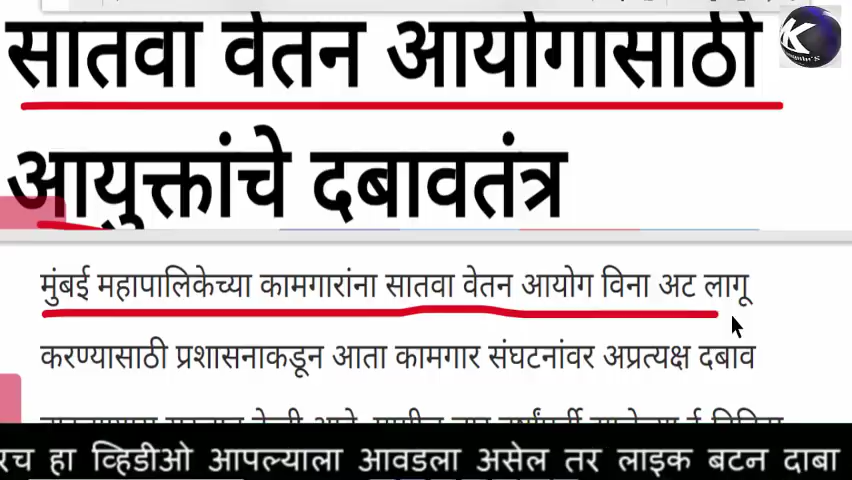 सातवा वेतन आयोगासाठी
आयुक्तांचे दबावतंत्र
मुंबई महापालिकेच्या कामगारांना सातवा वेतन आयोग विना अट लागू
करण्यासाठी प्रशासनाकडून आता कामगार संघटनांवर अप्रत्यक्ष दबाव
हा व्हिडीओ आपल्याला आवडला असेल तर लाइक बटन दाबा